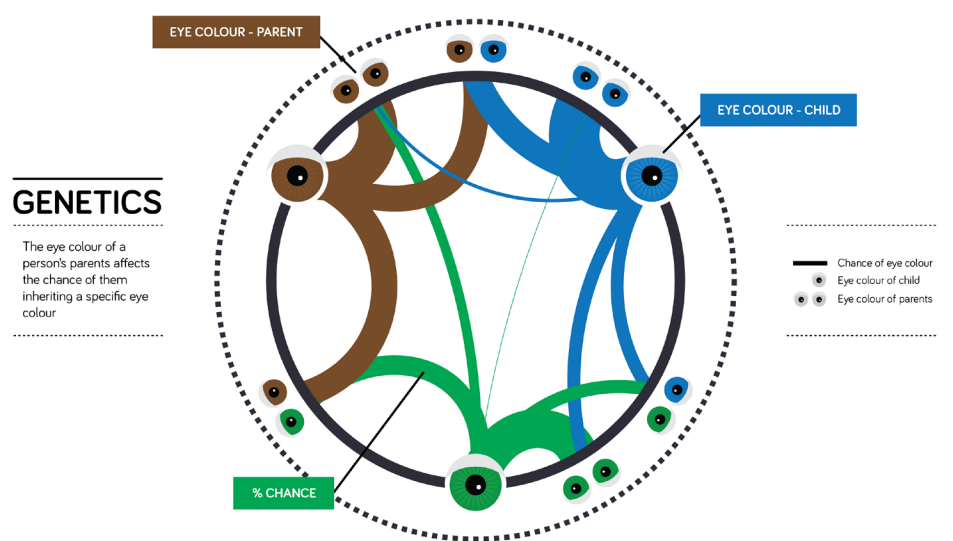 EYE COLOUR - PARENT
EYE COLOUR - CHILD
GENETICS
The eye colour of a
person's parents affects
the chance of them
inheriting a specific eye
colour
Chance of eye colour
Eye colour of child
Eye colour of parents
% CHANCE